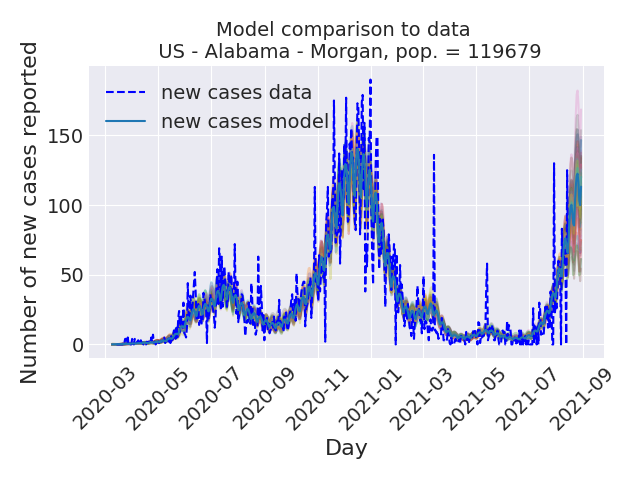 Model comparison to data
US - Alabama - Morgan, pop. = 119679
Number of new cases reported
new cases data
new cases model
150
100
50
0
2020-03
2020-05
2020-07
2020-09
2020-11
2021-01
2021-03
2021-05
2021-07
2021-09
Day